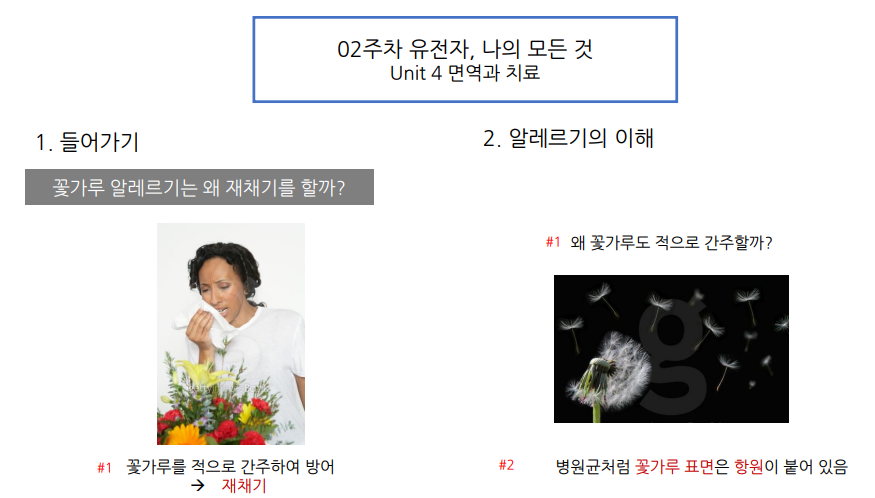 02주차 유전자, 나의 모든 것
Unit 4 면역과 치료
1. 들어가기
꽃가루 알레르기는 왜 재채기를 할까?
#1 꽃가루를 적으로 간주하여 방어
→ 재채기
2. 알레르기의 이해
#1 왜 꽃가루도 적으로 간주할까?
g
#2 병원균처럼 꽃가루 표면은 항원이 붙어 있음